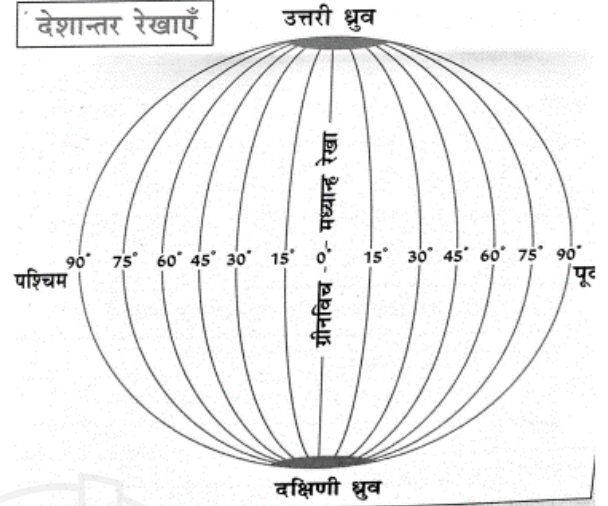 देशान्तर रेखाएँ
उत्तरी ध्रुव
ग्रीनविच - मध्यान्ह रेखा
पश्चिम 90° 75° 60° 45° 30° 15° 0° 15° 30° 45° 60° 75° 90°
दक्षिणी ध्रुव